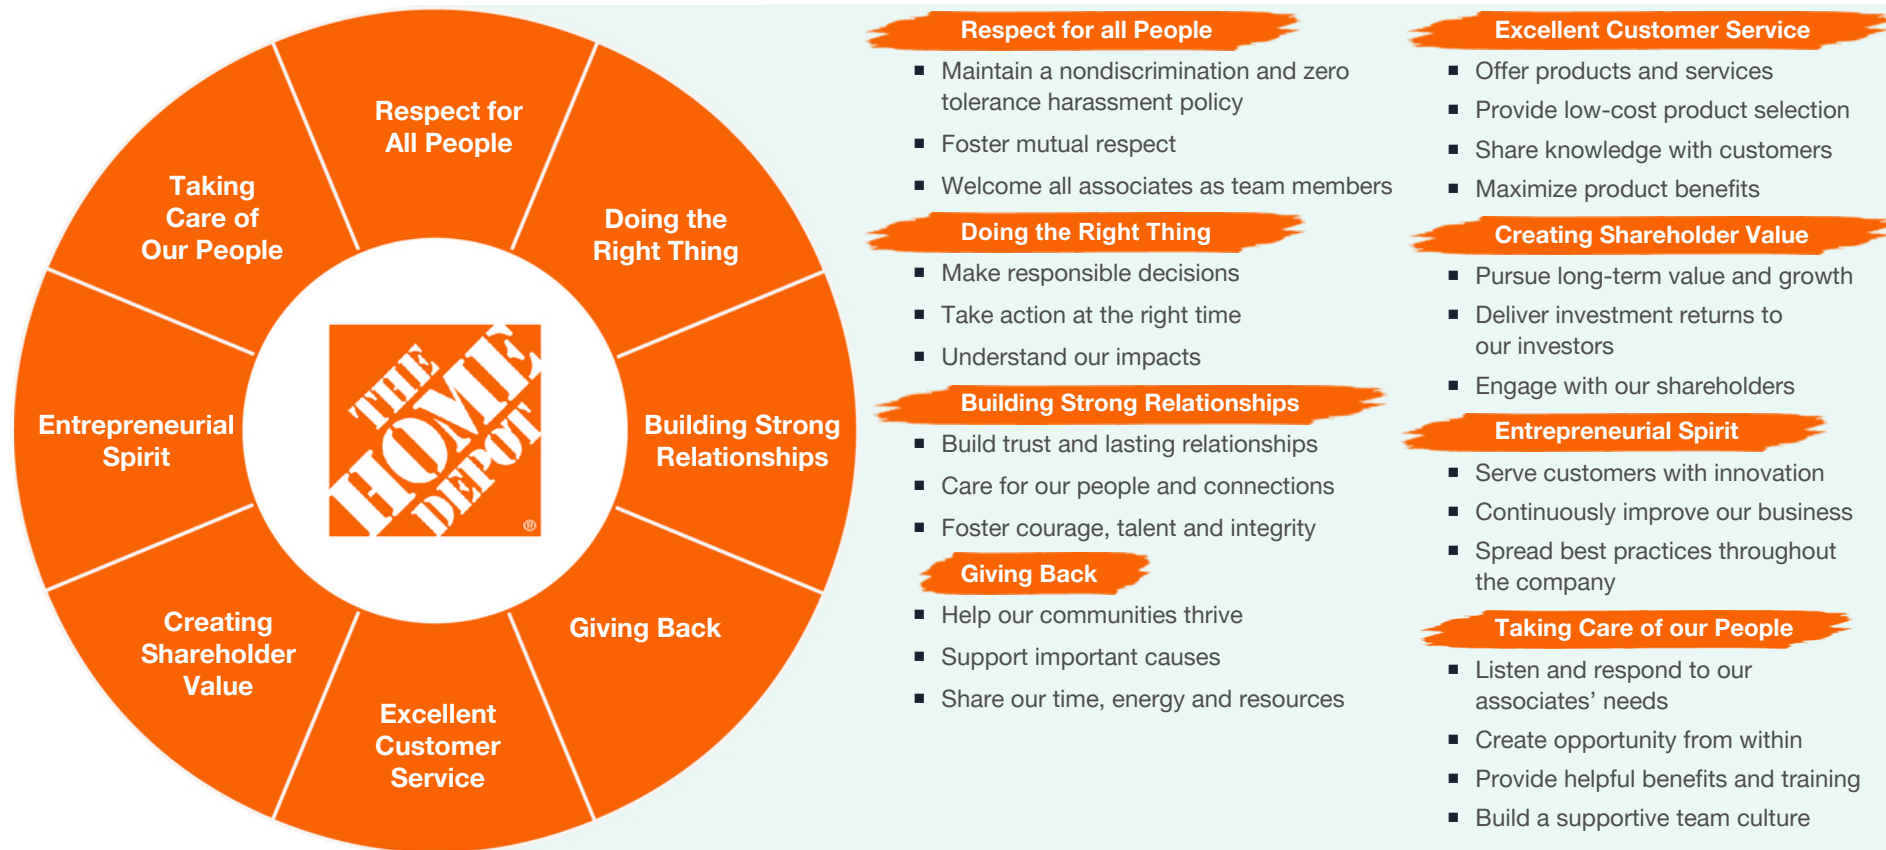 Respect for
All People
Doing the
Right Thing
Building Strong
Relationships
Giving Back
Excellent
Customer
Service
Creating
Shareholder
Value
Entrepreneurial
Spirit
Taking
Care of
Our People
THE
HOME
DEPOT
®
Respect for all People
▪ Maintain a nondiscrimination and zero
tolerance harassment policy
▪ Foster mutual respect
▪ Welcome all associates as team members
Doing the Right Thing
▪ Make responsible decisions
▪ Take action at the right time
▪ Understand our impacts
Building Strong Relationships
▪ Build trust and lasting relationships
▪ Care for our people and connections
▪ Foster courage, talent and integrity
Giving Back
▪ Help our communities thrive
▪ Support important causes
▪ Share our time, energy and resources
Excellent Customer Service
▪ Offer products and services
▪ Provide low-cost product selection
▪ Share knowledge with customers
▪ Maximize product benefits
Creating Shareholder Value
▪ Pursue long-term value and growth
▪ Deliver investment returns to
our investors
▪ Engage with our shareholders
Entrepreneurial Spirit
▪ Serve customers with innovation
▪ Continuously improve our business
▪ Spread best practices throughout
the company
Taking Care of our People
▪ Listen and respond to our
associates’ needs
▪ Create opportunity from within
▪ Provide helpful benefits and training
▪ Build a supportive team culture